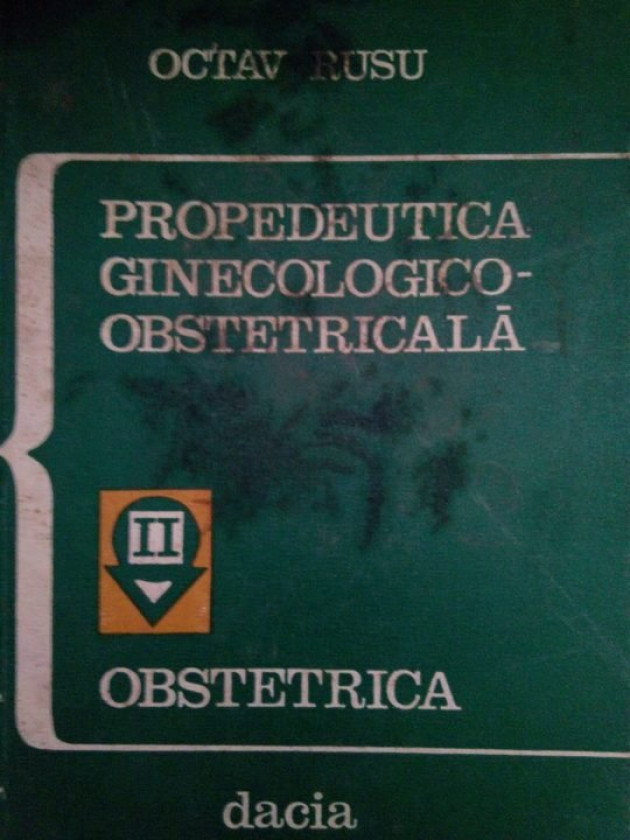 OCTAV RUSU
PROPEDEUTICA
GINECOLOGICO-
OBSTETRICALĂ
II
OBSTETRICA
dacia